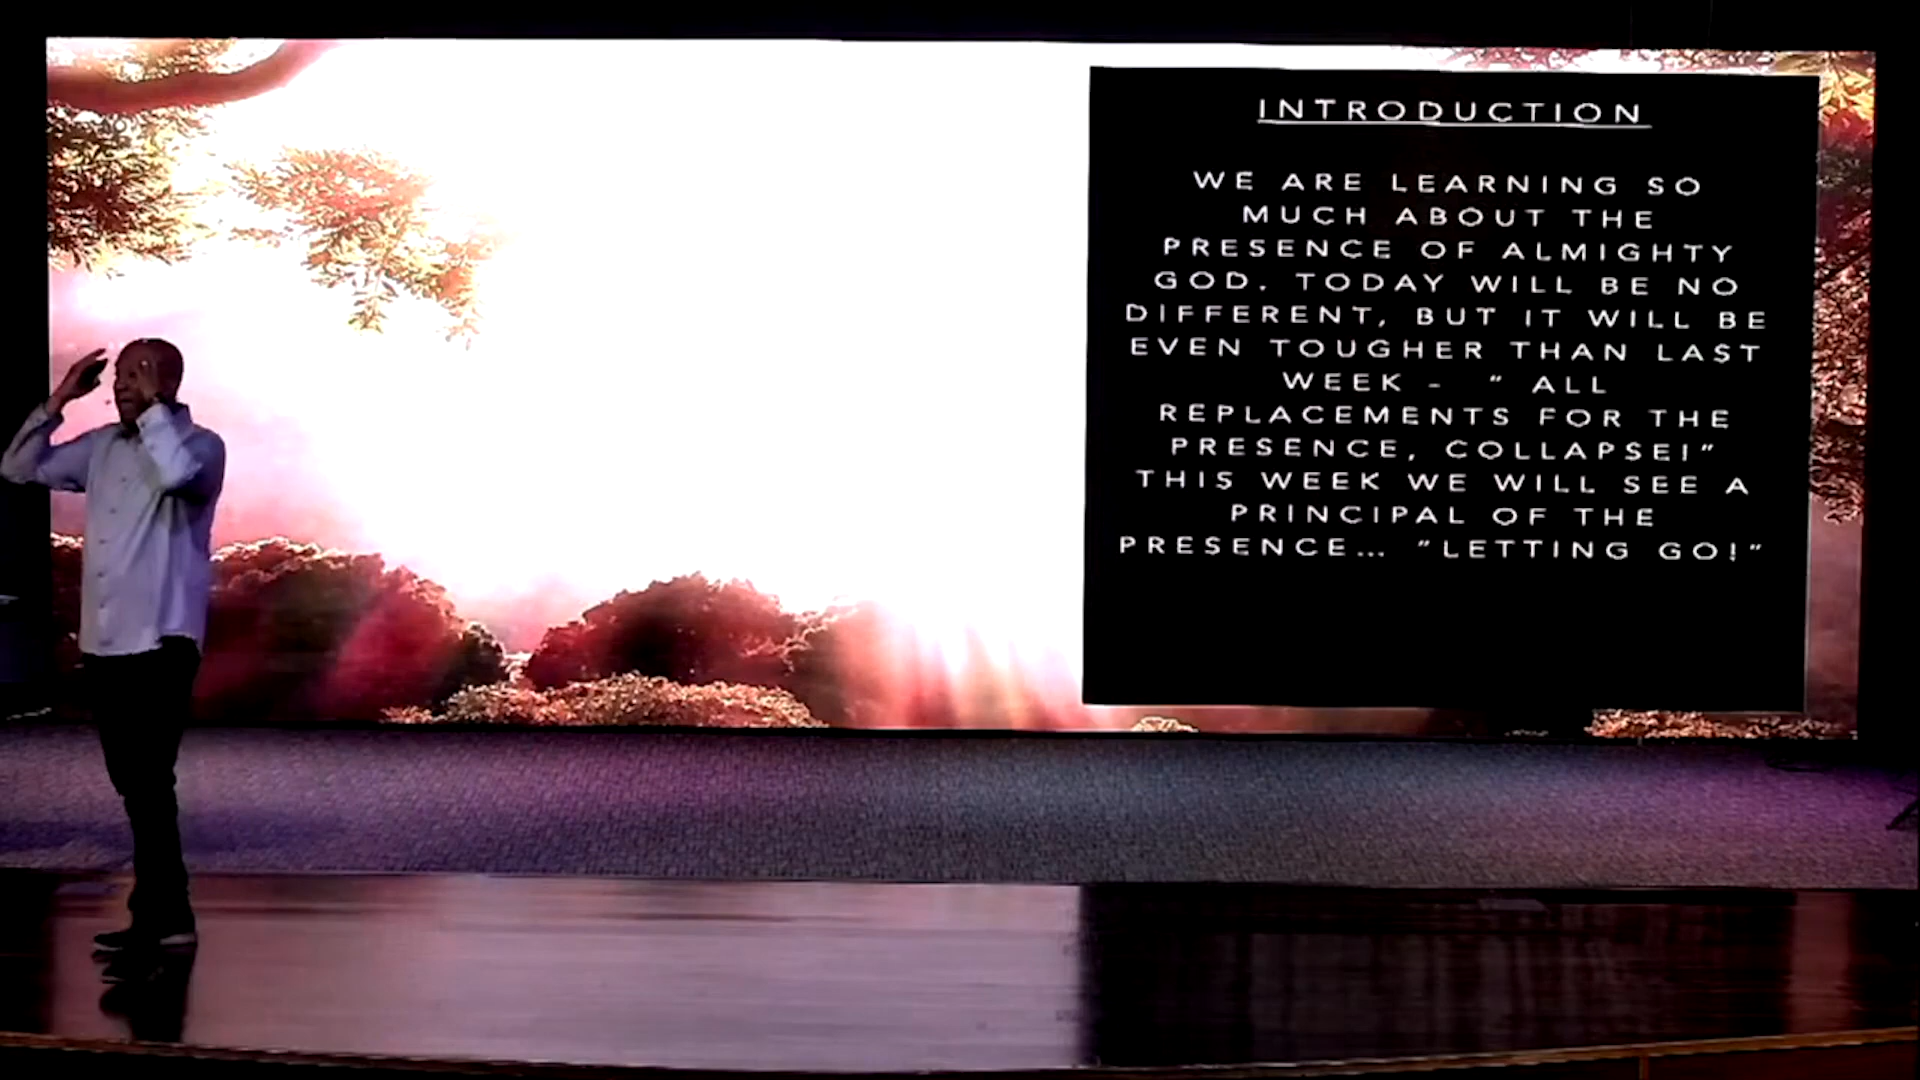 INTRODUCTION
WE ARE LEARNING SO
MUCH ABOUT THE
PRESENCE OF ALMIGHTY
GOD. TODAY WILL BE NO
DIFFERENT, BUT IT WILL BE
EVEN TOUGHER THAN LAST
WEEK - " ALL
REPLACEMENTS FOR THE
PRESENCE, COLLAPSE!"
THIS WEEK WE WILL SEE A
PRINCIPAL OF THE
PRESENCE... "LETTING GO!"